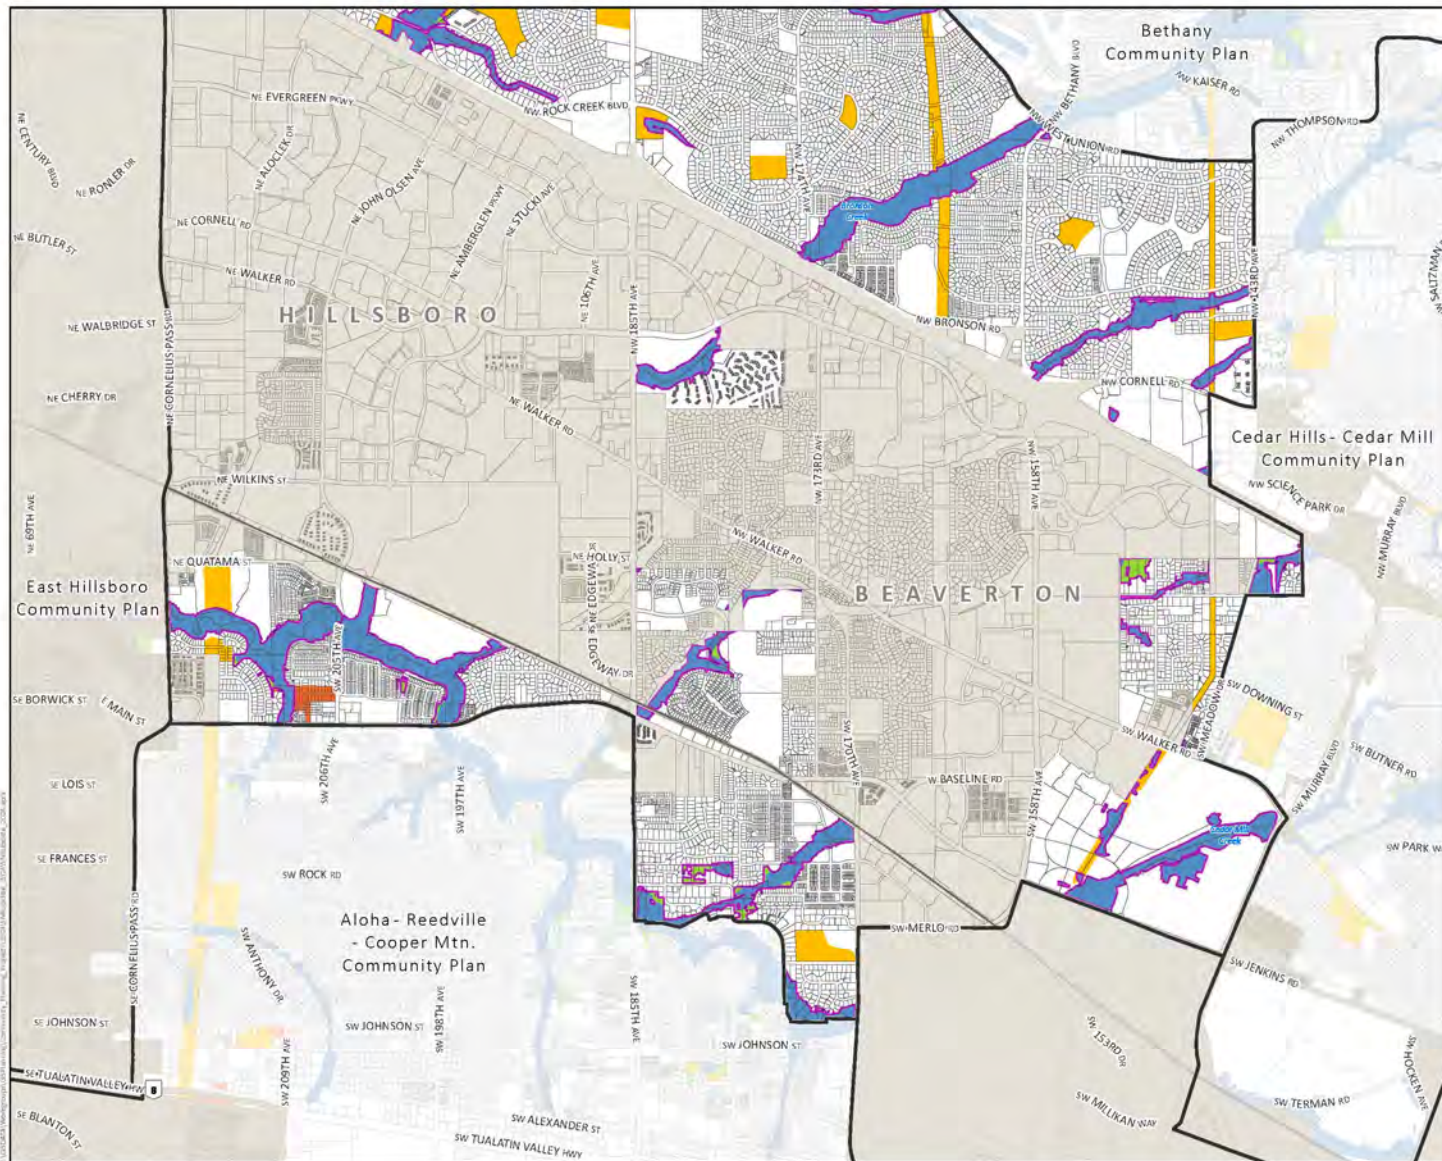 Bethany
Community Plan
NW KAISER RD
NW BETHANY BLVD
NW WEST UNION RD
NW THOMPSON RD
NW ROCK CREEK BLVD
NE EVERGREEN PKWY
NE CENTURY BLVD
NE RONLER DR
NE ALOCLEK DR
NE JOHN OLSEN AVE
NE AMBERGLEN PKWY
NE STUCKI AVE
NW 174TH AVE
NE CORNELL RD
NE BUTLER ST
NE WALKER RD
NE 106TH AVE
NW 185TH AVE
NW 143RD AVE
SALTZMAN
HILLSBORO
NE WALBRIDGE ST
NW BRONSON RD
NE CORNELIUS PASS RD
NE CHERRY DR
NE WALKER RD
NW CORNELL RD
Cedar Hills - Cedar Mill
Community Plan
NW 173RD AVE
NW 158TH AVE
NE WILKINS ST
NW SCIENCE PARK DR
NW MURRAY BLVD
NE 69TH AVE
NE QUATAMA ST
NE HOLLY ST
NW WALKER RD
East Hillsboro
Community Plan
BEAVERTON
SE EDGEWAY DR
SW 205TH AVE
SE BORWICK ST
E MAIN ST
SW DOWNING ST
SW MEADOW DR
SW WALKER RD
SW MURRAY BLVD
SW BUTNER RD
SW 206TH AVE
SW 197TH AVE
SW 170TH AVE
W BASELINE RD
SW 158TH AVE
SE LOIS ST
SE FRANCES ST
SW ROCK RD
SW PARK W
Aloha - Reedville
- Cooper Mtn.
Community Plan
SE CORNELIUS PASS RD
SW ANTHONY DR
SW MERLO RD
SW JENKINS RD
SE JOHNSON ST
SW JOHNSON ST
SW 198TH AVE
SW 185TH AVE
SW JOHNSON ST
SW 209TH AVE
SW 153RD DR
SW HOCKEN AVE
SE TUALATIN VALLEY HW
8
SW TERMAN RD
SE BLANTON ST
SW ALEXANDER ST
SW MILLIKAN WAY
SW TUALATIN VALLEY HWY